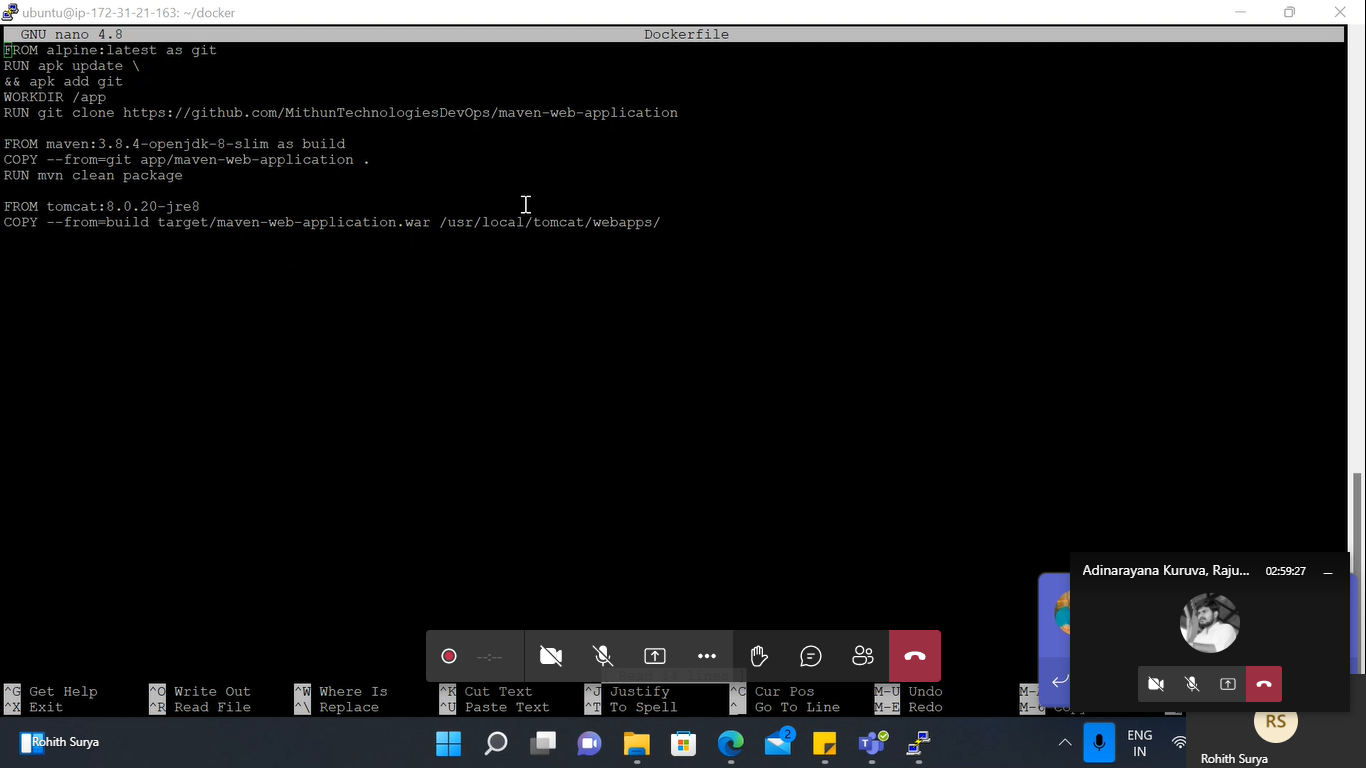 ubuntu@ip-172-31-21-163: ~/docker
GNU nano 4.8 Dockerfile
FROM alpine:latest as git
RUN apk update \
&& apk add git
WORKDIR /app
RUN git clone https://github.com/MithunTechnologiesDevOps/maven-web-application
FROM maven:3.8.4-openjdk-8-slim as build
COPY --from=git app/maven-web-application .
RUN mvn clean package
FROM tomcat:8.0.20-jre8
COPY --from=build target/maven-web-application.war /usr/local/tomcat/webapps/
Adinarayana Kuruva, Raju... 02:59:27
--:--
^G Get Help ^O Write Out ^W Where Is ^K Cut Text ^J Justify ^C Cur Pos M-U Undo
^X Exit ^R Read File ^\ Replace ^U Paste Text ^T To Spell ^_ Go To Line M-E Redo
Rohith Surya
2
ENG
IN
RS
Rohith Surya